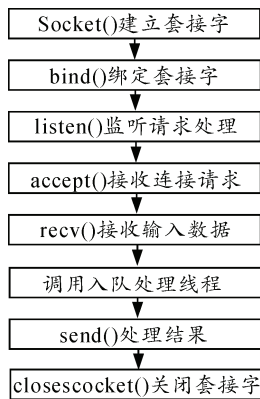 Socket()建立套接字
bind()绑定套接字
listen()监听请求处理
accept()接收连接请求
recv()接收输入数据
调用入队处理线程
send()处理结果
closescocket()关闭套接字